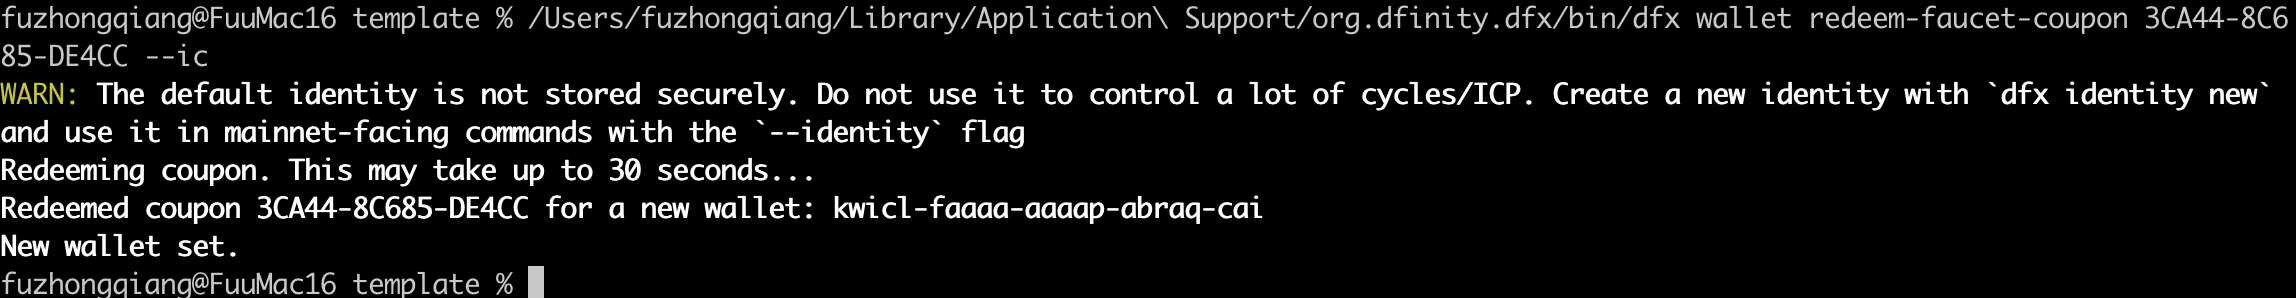 fuzhongqiang@FuuMac16 template % /Users/fuzhongqiang/Library/Application\ Support/org.dfinity.dfx/bin/dfx wallet redeem-faucet-coupon 3CA44-8C6
85-DE4CC --ic
WARN: The default identity is not stored securely. Do not use it to control a lot of cycles/ICP. Create a new identity with `dfx identity new`
and use it in mainnet-facing commands with the `--identity` flag
Redeeming coupon. This may take up to 30 seconds...
Redeemed coupon 3CA44-8C685-DE4CC for a new wallet: kwicl-faaaa-aaaap-abraq-cai
New wallet set.
fuzhongqiang@FuuMac16 template %